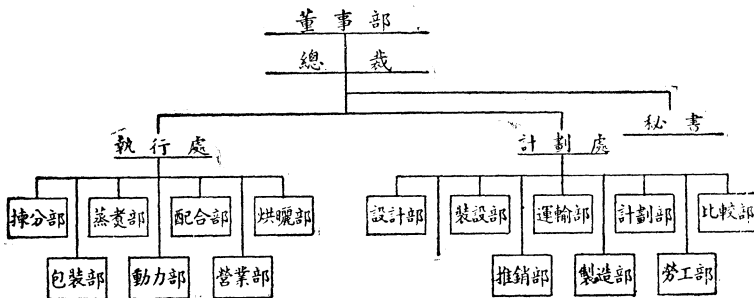 董事部
總裁
秘書
執行處 計劃處
揀分部 蒸煑部 配合部 烘曬部 設計部 裝設部 運輸部 計劃部 比較部
包裝部 動力部 營業部 推銷部 製造部 勞工部